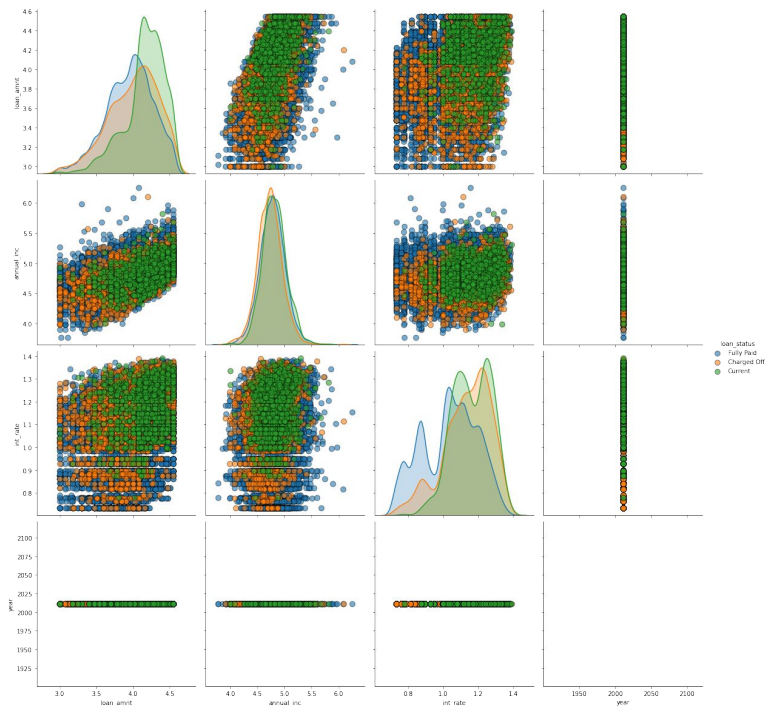 4.6
4.4
4.2
4.0
3.8
3.6
3.4
3.2
3.0
loan_amnt
6.0
5.5
5.0
4.5
4.0
annual_inc
loan_status
Fully Paid
Charged Off
Current
1.4
1.3
1.2
1.1
1.0
0.9
0.8
int_rate
2100
2075
2050
2025
2000
1975
1950
1925
year
3.0 3.5 4.0 4.5
loan_amnt
4.0 4.5 5.0 5.5 6.0
annual_inc
0.8 1.0 1.2 1.4
int_rate
1950 2000 2050 2100
year